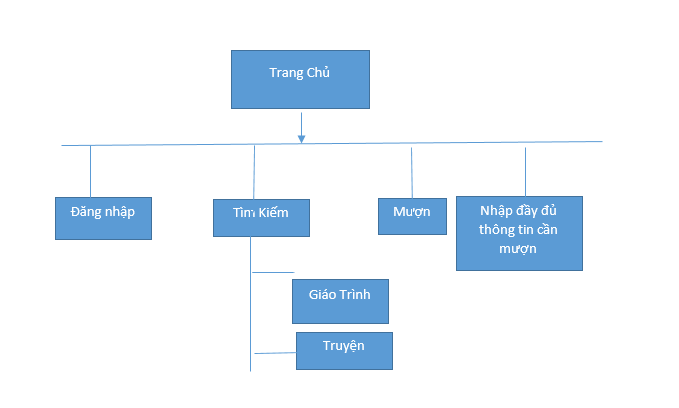 Trang Chủ
Đăng nhập
Tìm Kiếm
Mượn
Nhập đầy đủ
thông tin cần
mượn
Giáo Trình
Truyện